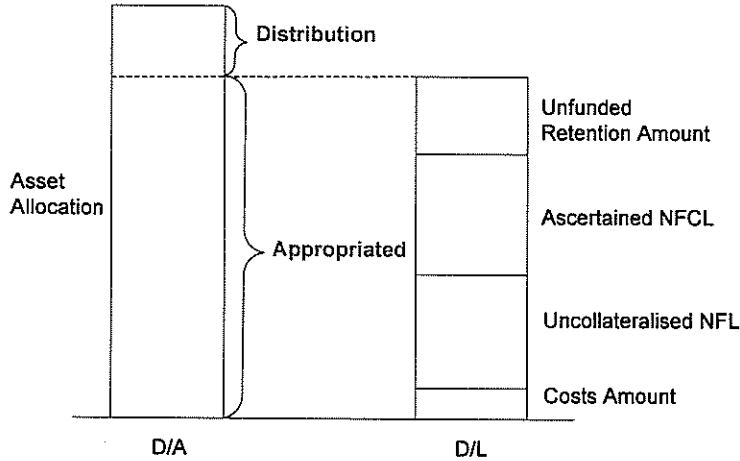 Distribution
Unfunded
Retention Amount
Asset
Allocation
Ascertained NFCL
Appropriated
Uncollateralised NFL
Costs Amount
D/A
D/L